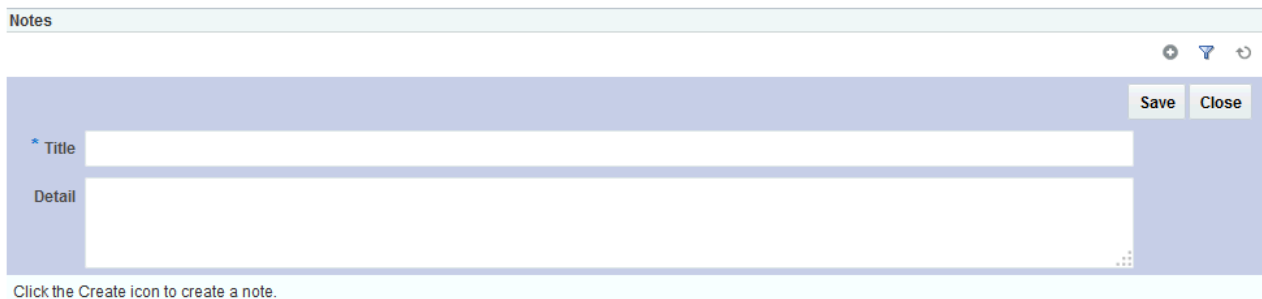 Notes
Save Close
* Title
Detail
Click the Create icon to create a note.